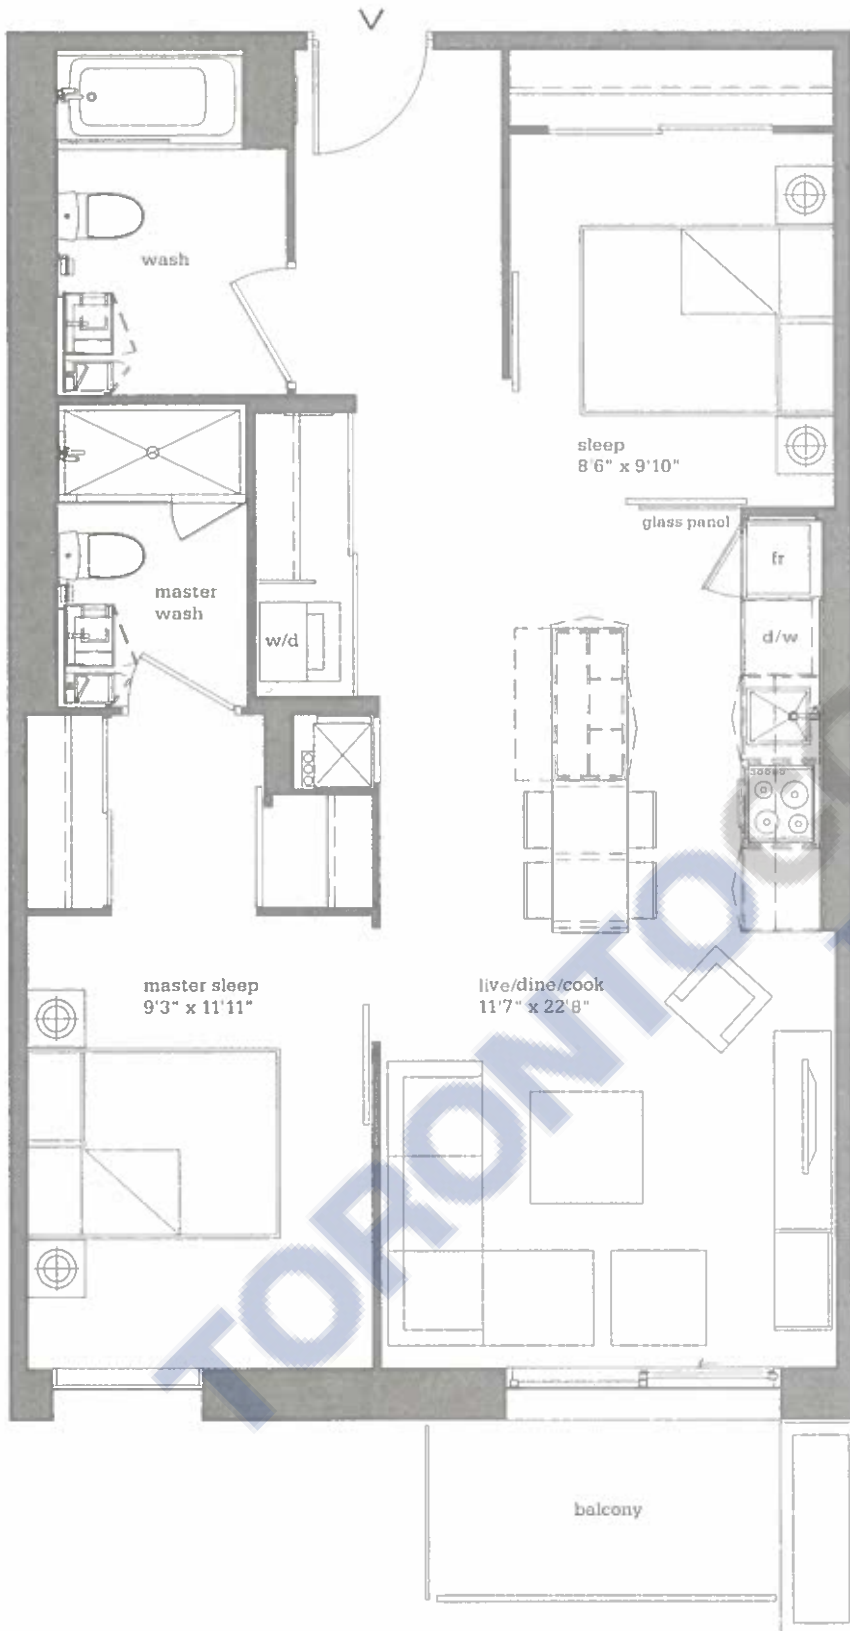 wash
sleep
8'6" x 9'10"
glass panel
fr
master
wash
w/d
d/w
master sleep
9'3" x 11'11"
live/dine/cook
11'7" x 22'8"
TORONTOC
balcony